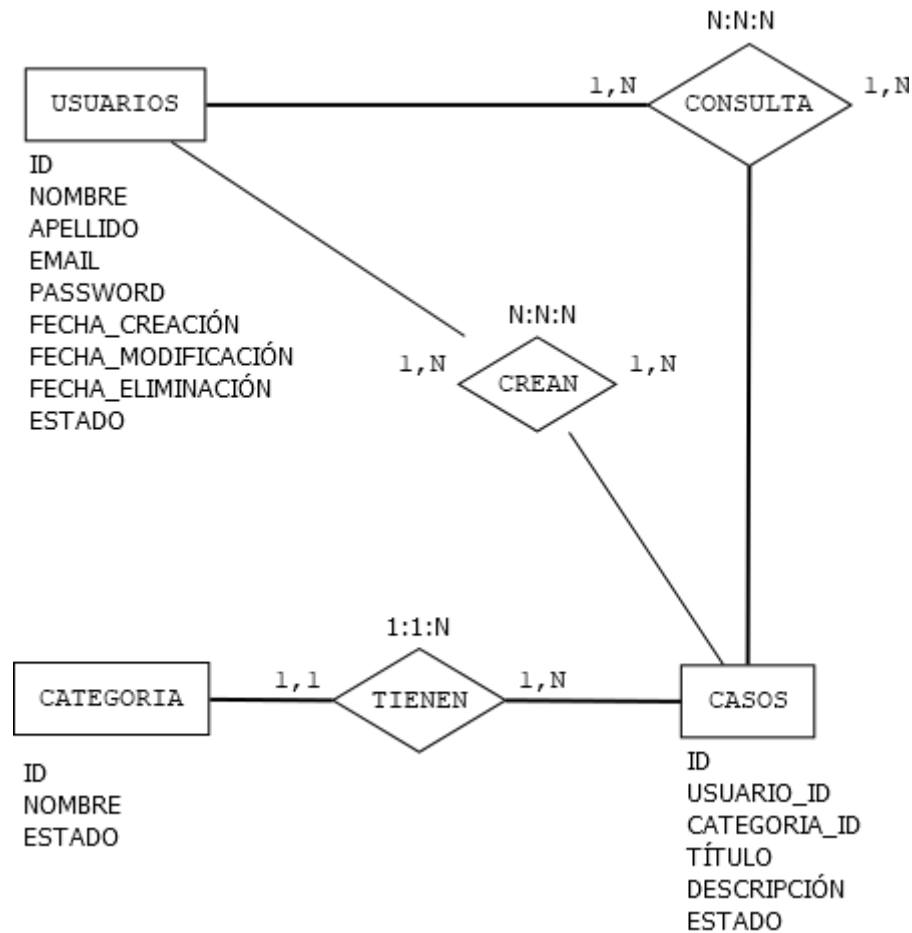 N:N:N
USUARIOS
1,N
CONSULTA
1,N
ID
NOMBRE
APELLIDO
EMAIL
PASSWORD
FECHA_CREACIÓN
FECHA_MODIFICACIÓN
FECHA_ELIMINACIÓN
ESTADO
N:N:N
1,N
CREAN
1,N
1:1:N
CATEGORIA
1,1
TIENEN
1,N
CASOS
ID
NOMBRE
ESTADO
ID
USUARIO_ID
CATEGORIA_ID
TÍTULO
DESCRIPCIÓN
ESTADO